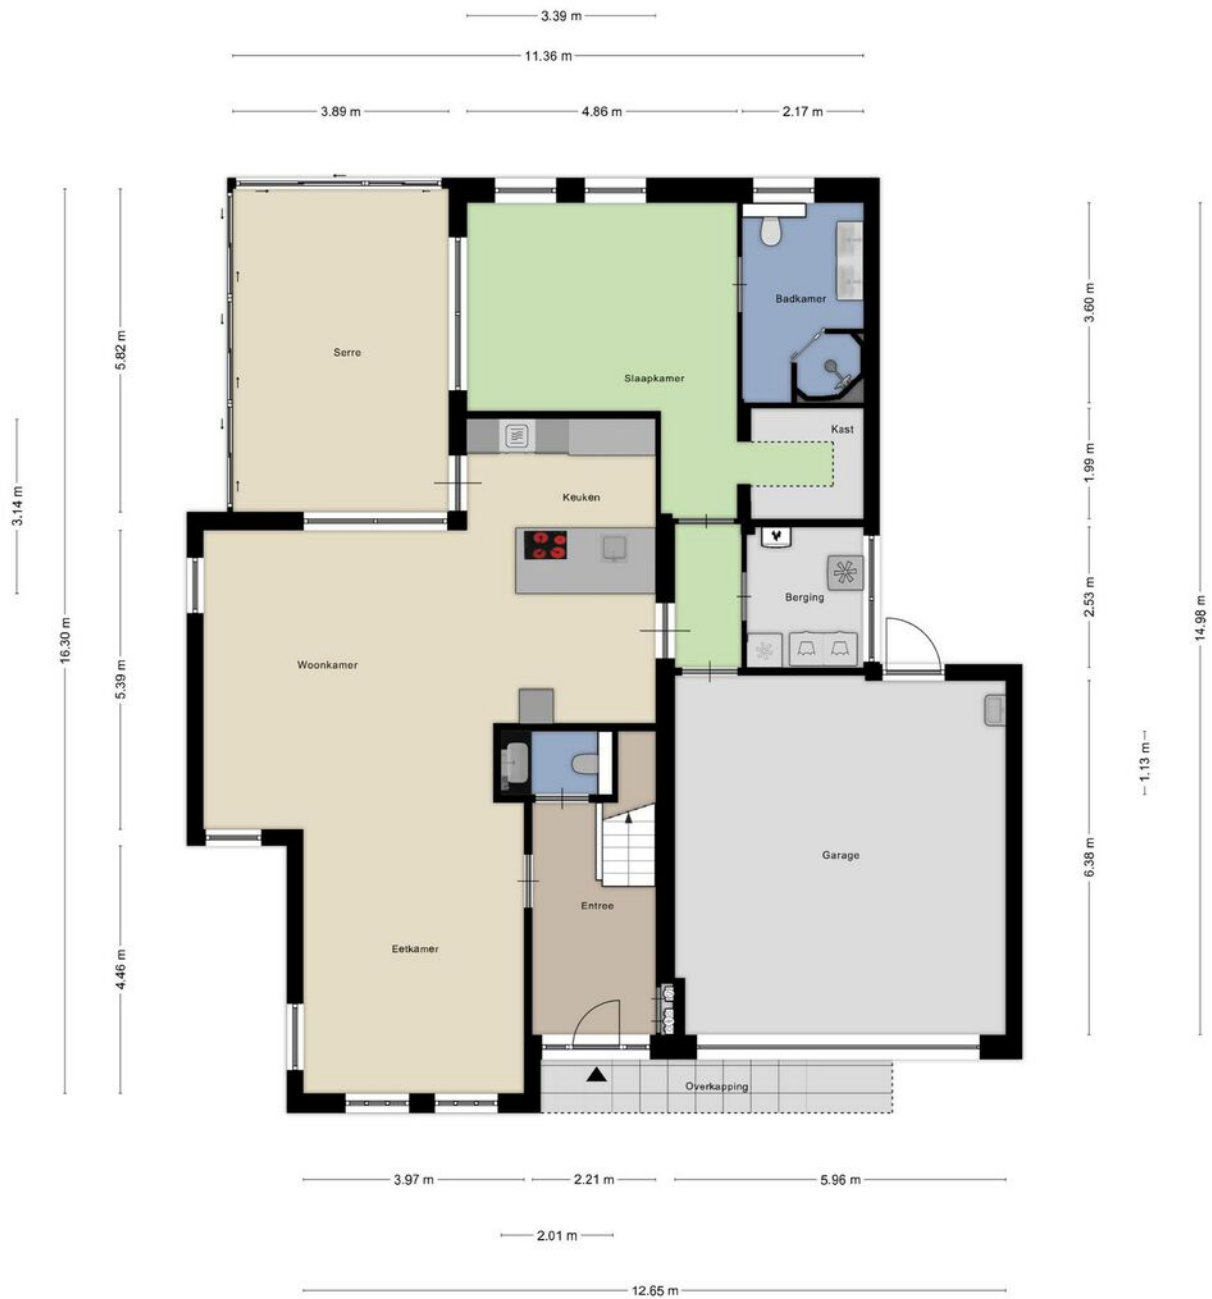 3.39 m
11.36 m
3.89 m
4.86 m
2.17 m
Serre
Slaapkamer
Badkamer
Kast
Keuken
Berging
Woonkamer
Garage
Entree
Eetkamer
Overkapping
3.14 m
16.30 m
5.82 m
5.39 m
4.46 m
3.60 m
1.99 m
2.53 m
6.38 m
1.13 m
14.98 m
3.97 m
2.21 m
5.96 m
2.01 m
12.65 m